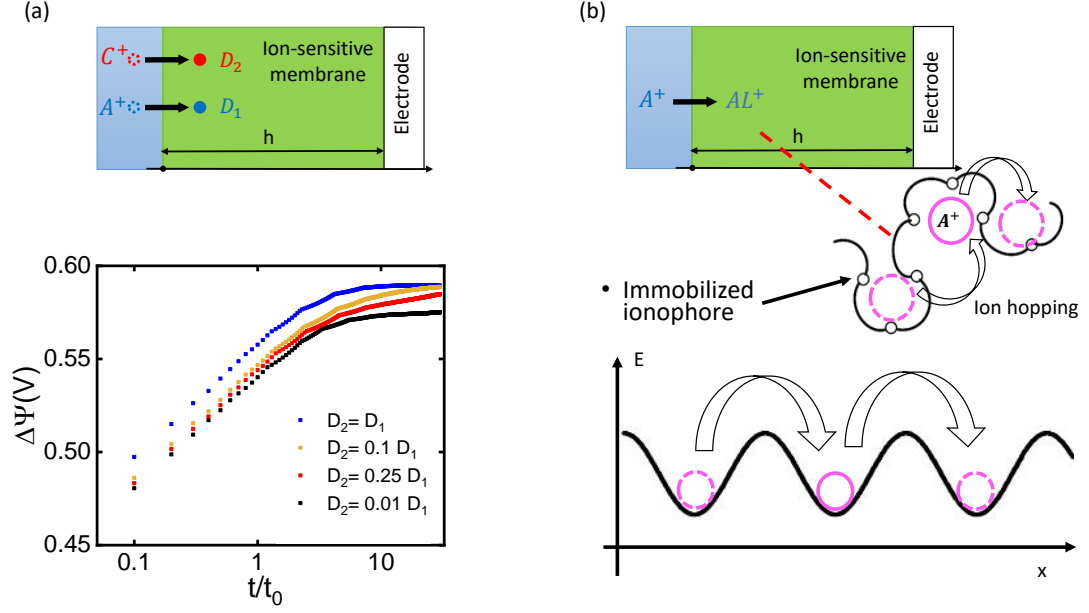 (a)
C+
D2
A+
D1
Ion-sensitive
membrane
h
Electrode
ΔΨ(V)
0.60
0.55
0.50
0.45
D2= D1
D2= 0.1 D1
D2= 0.25 D1
D2= 0.01 D1
0.1
1
10
t/t0
(b)
A+
AL+
Ion-sensitive
membrane
h
Electrode
A+
• Immobilized
ionophore
Ion hopping
E
x